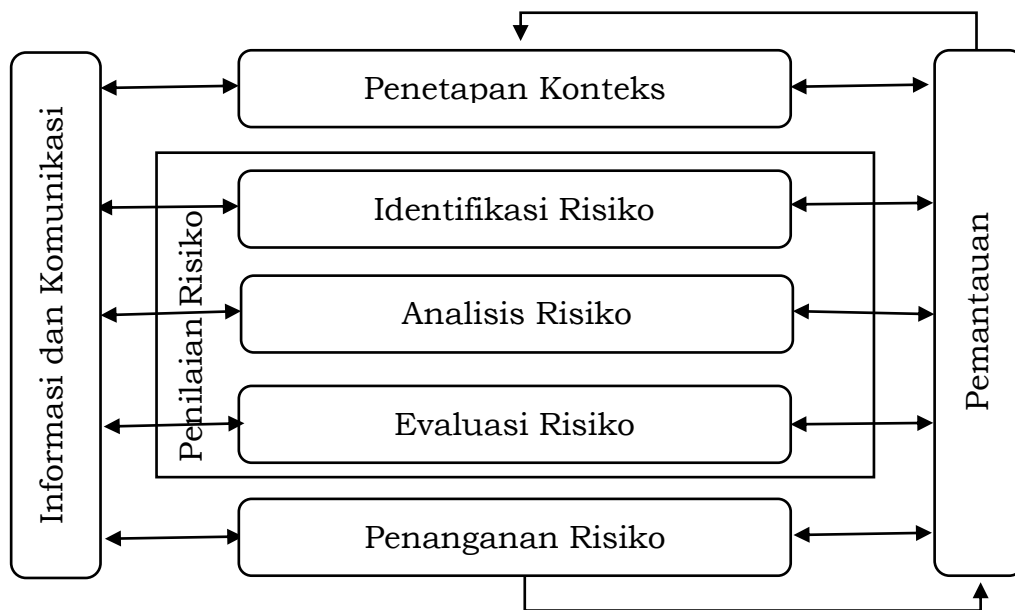 Informasi dan Komunikasi
Penetapan Konteks
Penilaian Risiko
Identifikasi Risiko
Analisis Risiko
Evaluasi Risiko
Penanganan Risiko
Pemantauan